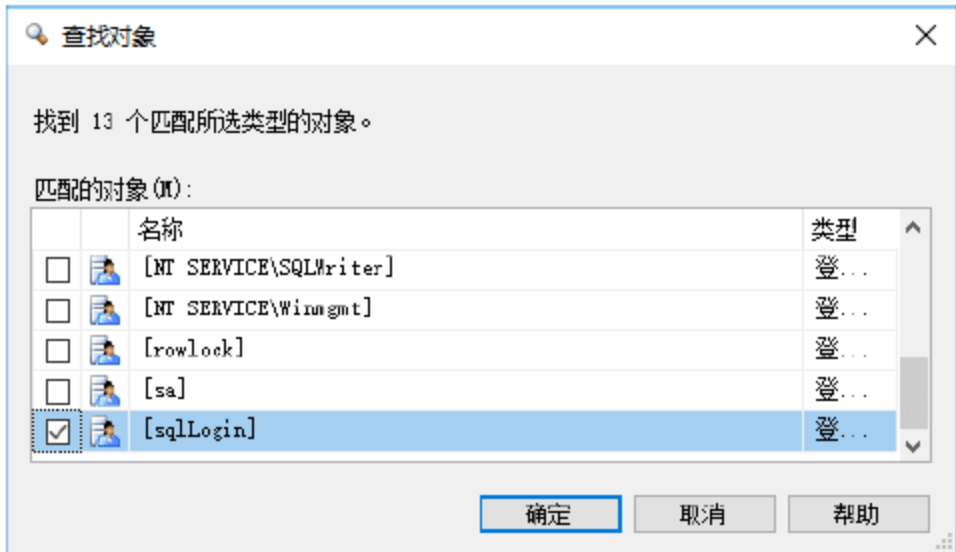 查找对象
找到 13 个匹配所选类型的对象。
匹配的对象(M):
名称 类型
[NT SERVICE\SQLWriter] 登...
[NT SERVICE\Winmgmt] 登...
[rowlock] 登...
[sa] 登...
[sqlLogin] 登...
确定 取消 帮助